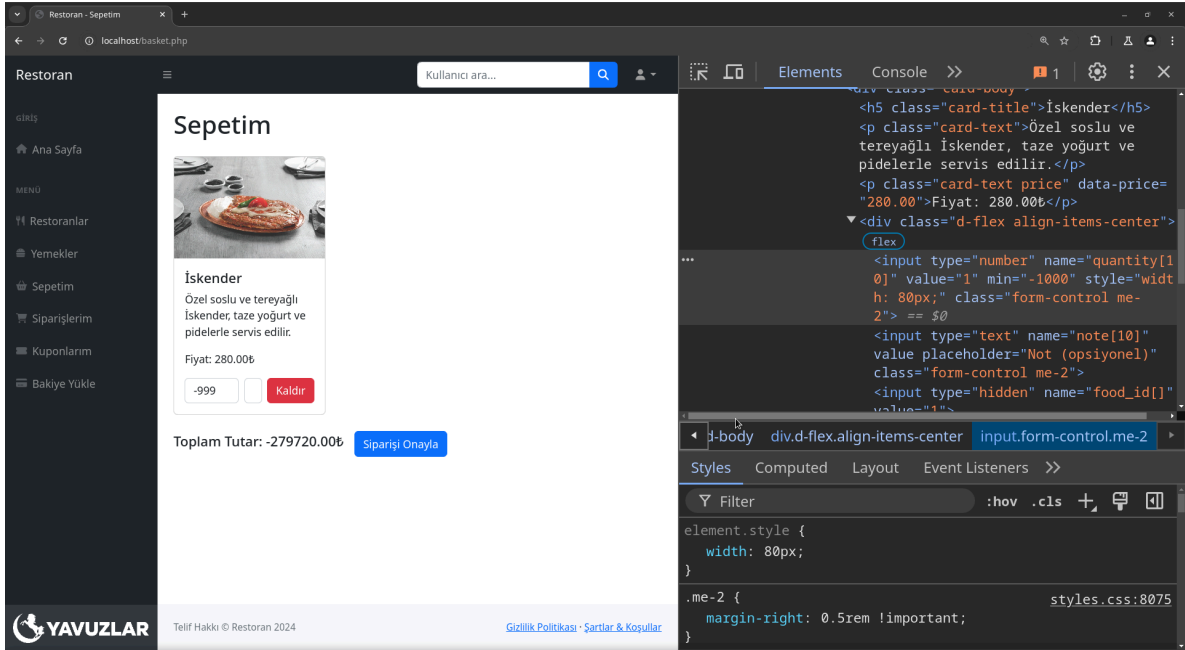 Restoran - Sepetim
localhost/basket.php
Restoran
Kullanıcı ara...
GİRİŞ
Ana Sayfa
MENÜ
Restoranlar
Yemekler
Sepetim
Siparişlerim
Kuponlarım
Bakiye Yükle
YAVUZLAR
Sepetim
İskender
Özel soslu ve tereyağlı
İskender, taze yoğurt ve
pidelerle servis edilir.
Fiyat: 280.00₺
-999
Kaldır
Toplam Tutar: -279720.00₺
Siparişi Onayla
Telif Hakkı © Restoran 2024
Gizlilik Politikası · Şartlar & Koşullar
Elements Console 1
<div class="card-body">
<h5 class="card-title">İskender</h5>
<p class="card-text">Özel soslu ve
tereyağlı İskender, taze yoğurt ve
pidelerle servis edilir.</p>
<p class="card-text price" data-price=
"280.00">Fiyat: 280.00₺</p>
<div class="d-flex align-items-center">
flex
<input type="number" name="quantity[1
0]" value="1" min="-1000" style="widt
h: 80px;" class="form-control me-
2"> == $0
<input type="text" name="note[10]"
value placeholder="Not (opsiyonel)"
class="form-control me-2">
<input type="hidden" name="food_id[]"
value="1">
d-body div.d-flex.align-items-center input.form-control.me-2
Styles Computed Layout Event Listeners
Filter :hov .cls
element.style {
width: 80px;
}
.me-2 { styles.css:8075
margin-right: 0.5rem !important;
}